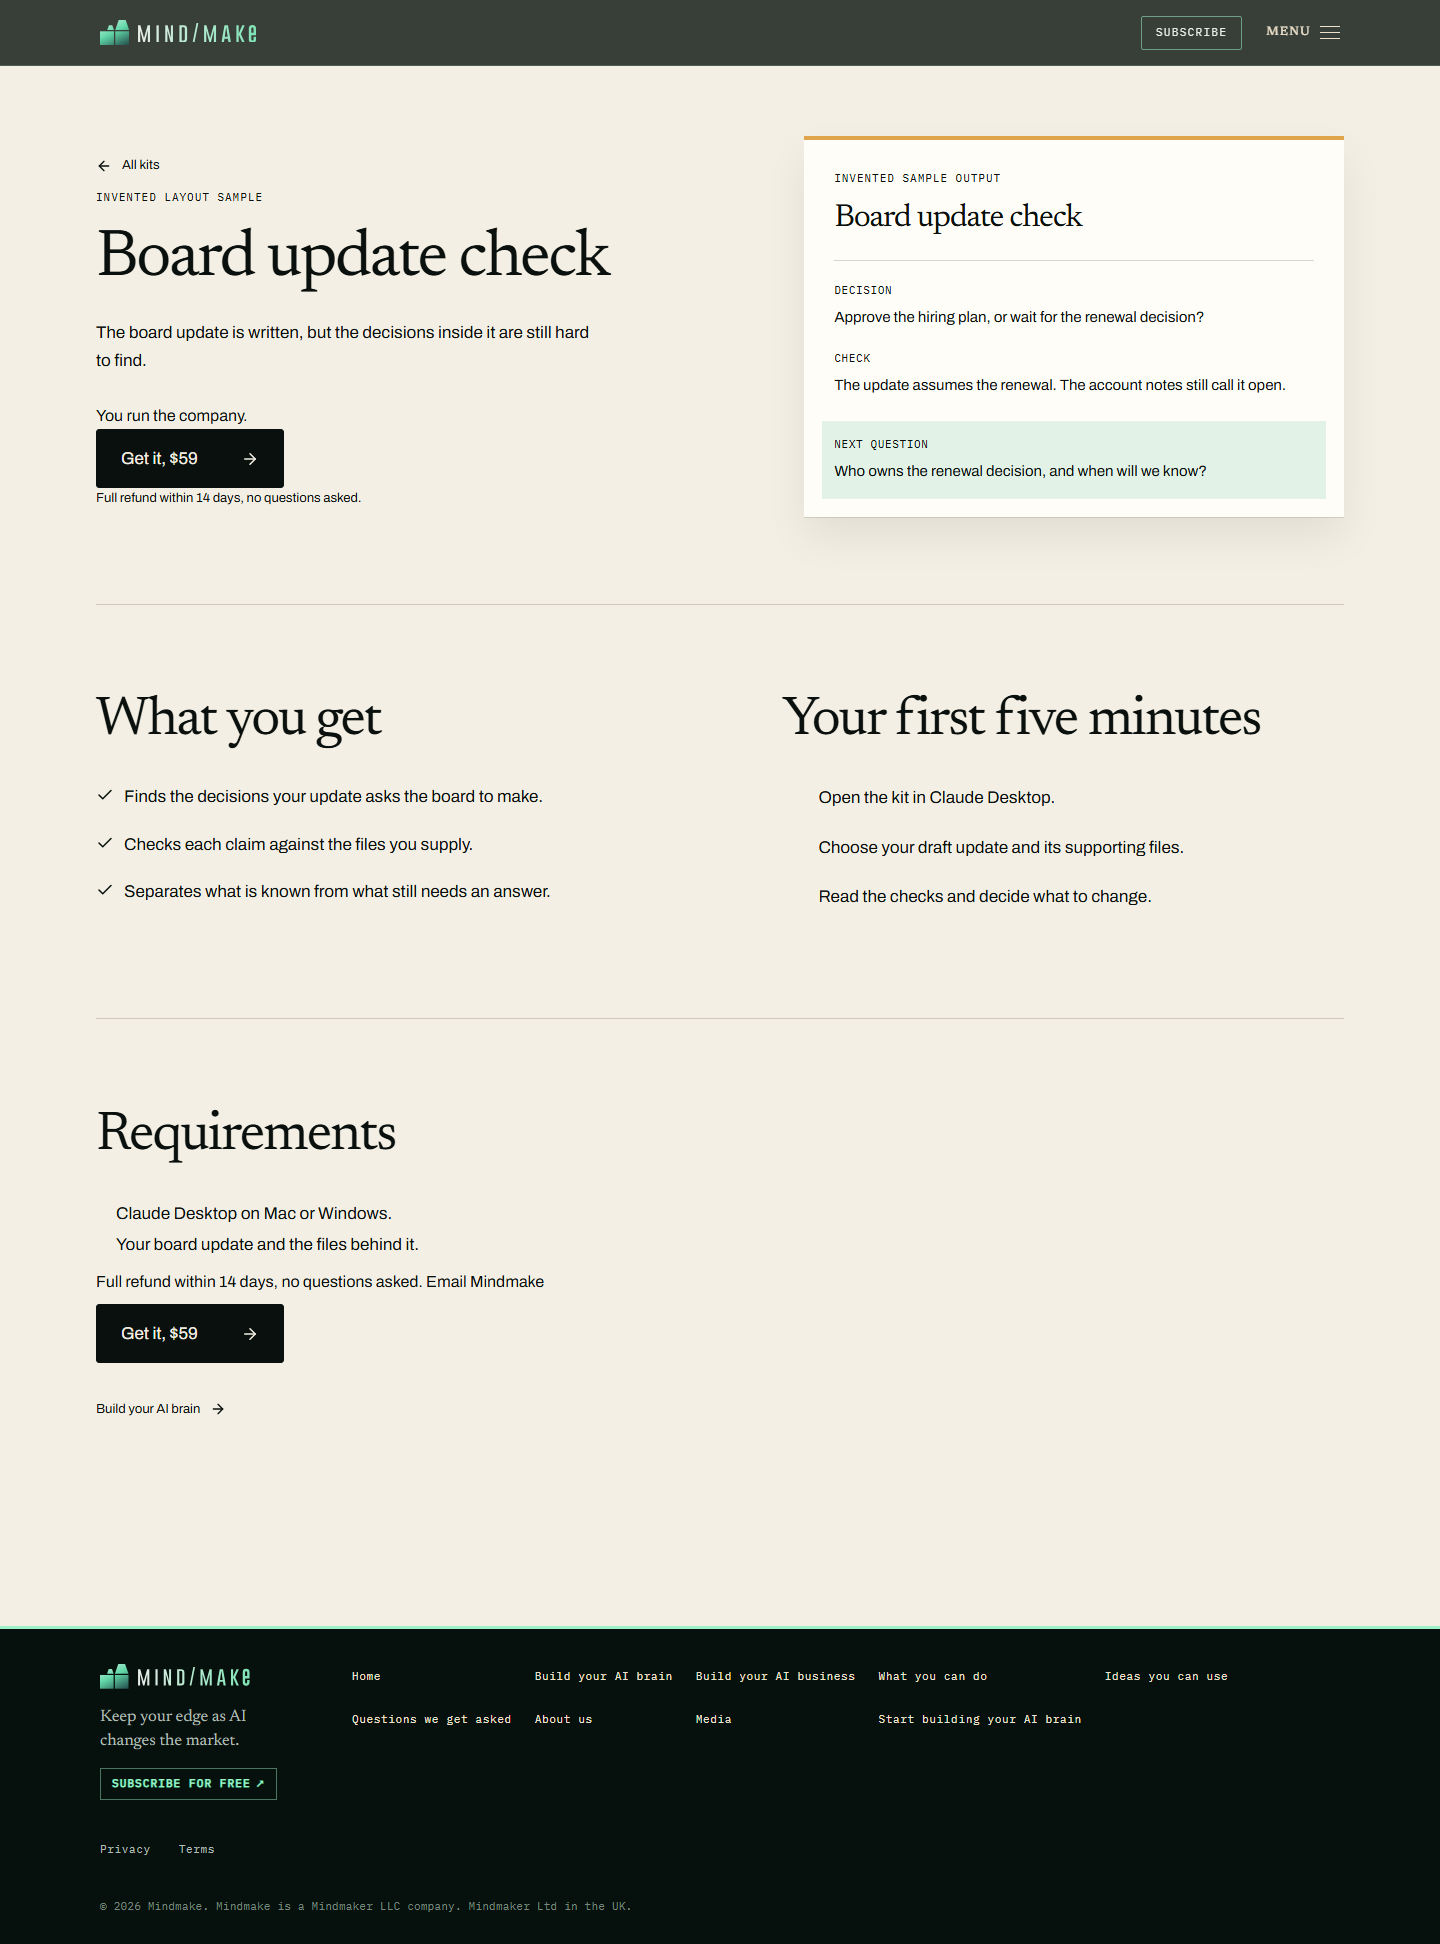 MIND/MAKE
SUBSCRIBE
MENU
All kits
INVENTED LAYOUT SAMPLE
Board update check
The board update is written, but the decisions inside it are still hard
to find.
You run the company.
Get it, $59
Full refund within 14 days, no questions asked.
INVENTED SAMPLE OUTPUT
Board update check
DECISION
Approve the hiring plan, or wait for the renewal decision?
CHECK
The update assumes the renewal. The account notes still call it open.
NEXT QUESTION
Who owns the renewal decision, and when will we know?
What you get
Finds the decisions your update asks the board to make.
Checks each claim against the files you supply.
Separates what is known from what still needs an answer.
Your first five minutes
Open the kit in Claude Desktop.
Choose your draft update and its supporting files.
Read the checks and decide what to change.
Requirements
Claude Desktop on Mac or Windows.
Your board update and the files behind it.
Full refund within 14 days, no questions asked. Email Mindmake
Get it, $59
Build your AI brain
MIND/MAKE
Keep your edge as AI
changes the market.
SUBSCRIBE FOR FREE ↗
Home Build your AI brain Build your AI business What you can do Ideas you can use
Questions we get asked About us Media Start building your AI brain
Privacy Terms
© 2026 Mindmake. Mindmake is a Mindmaker LLC company. Mindmaker Ltd in the UK.